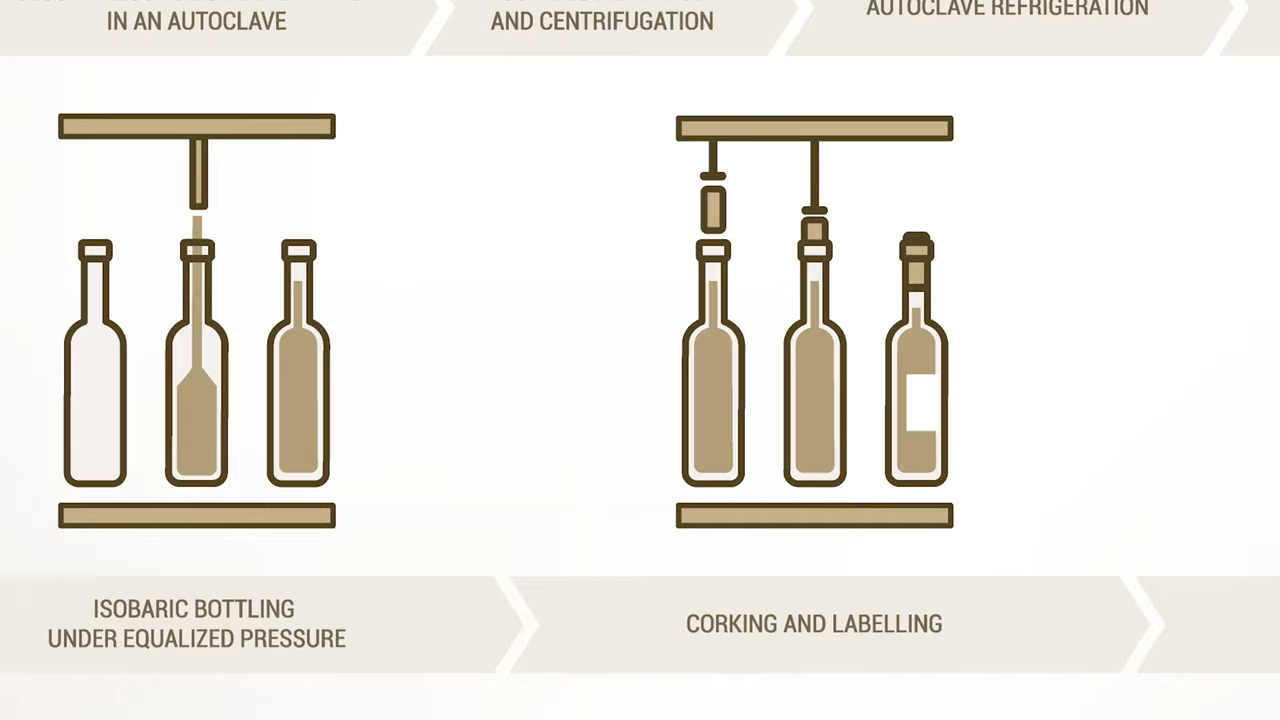 IN AN AUTOCLAVE
AND CENTRIFUGATION
AUTOCLAVE REFRIGERATION
ISOBARIC BOTTLING
UNDER EQUALIZED PRESSURE
CORKING AND LABELLING